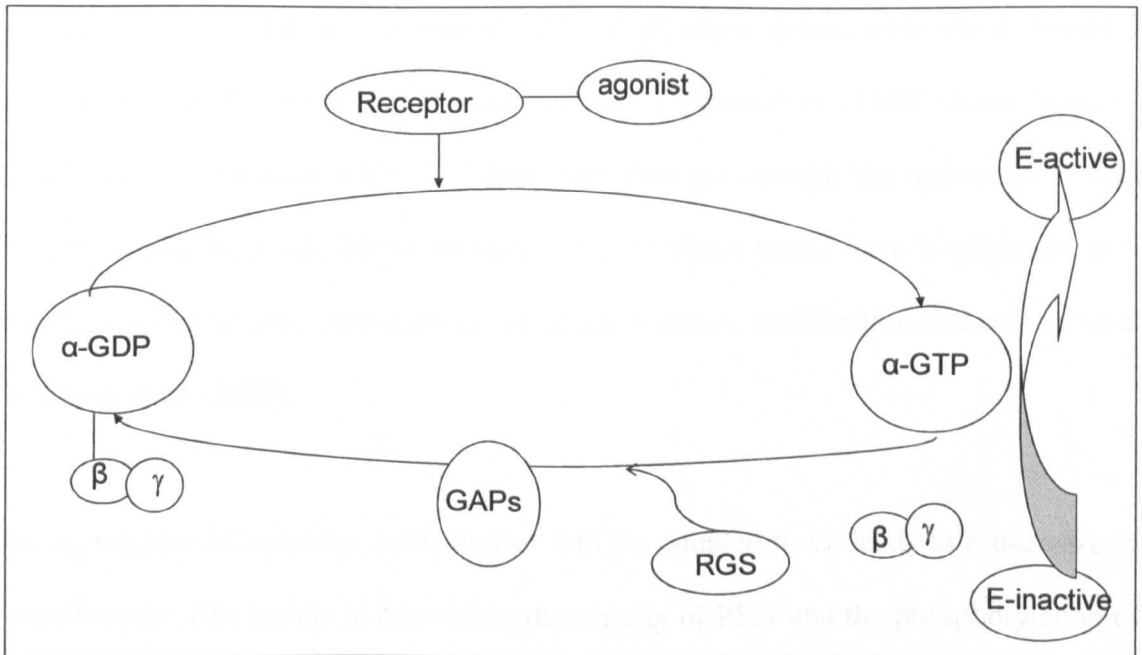 agonist
Receptor
E-active
α-GDP
α-GTP
β γ
GAPs
β γ
RGS
E-inactive